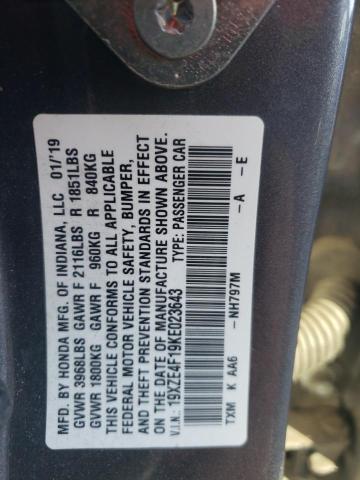 MFD. BY HONDA MFG. OF INDIANA, LLC 01/'19
GVWR 3968LBS GAWR F 2116LBS R 1851LBS
GVWR 1800KG GAWR F 960KG R 840KG
THIS VEHICLE CONFORMS TO ALL APPLICABLE
FEDERAL MOTOR VEHICLE SAFETY, BUMPER,
AND THEFT PREVENTION STANDARDS IN EFFECT
ON THE DATE OF MANUFACTURE SHOWN ABOVE.
V.I.N.: 19XZE4F19KE023643 TYPE: PASSENGER CAR
TXM K AA6 -NH797M -A -E